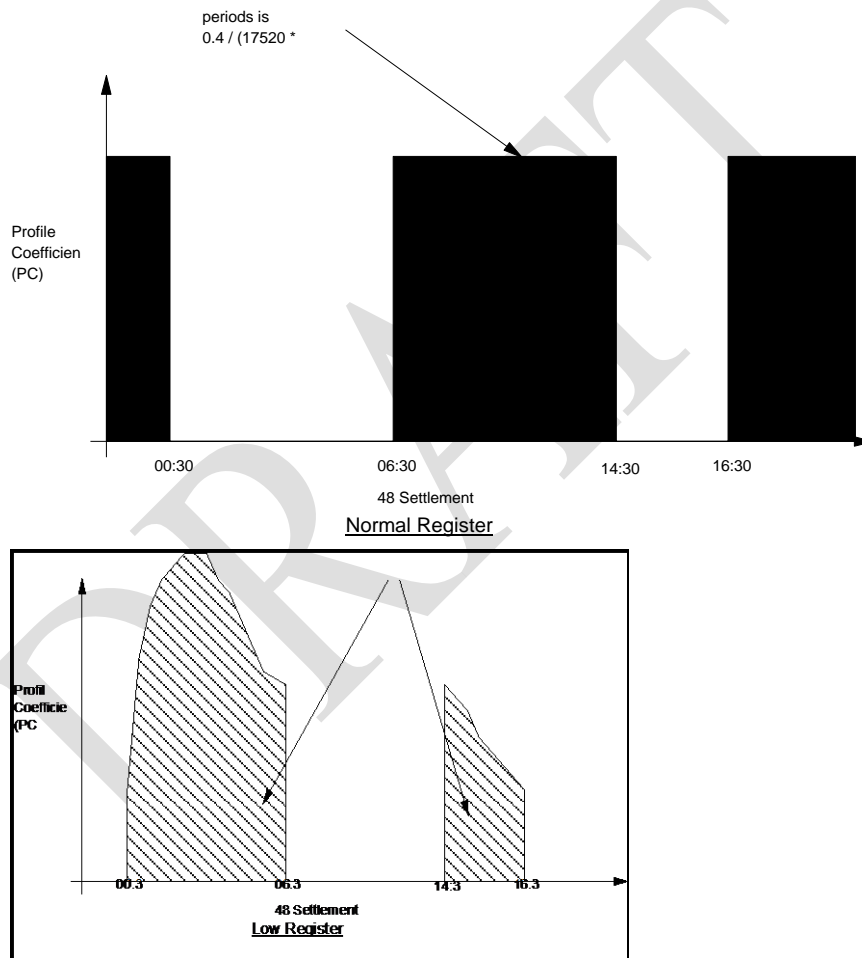 periods is
0.4 / (17520 *
Profile
Coefficien
(PC)
00:30 06:30 14:30 16:30
48 Settlement
Normal Register
Profil
Coefficie
(PC
00.3 06.3 14:3 16.3
48 Settlement
Low Register
DRAFT